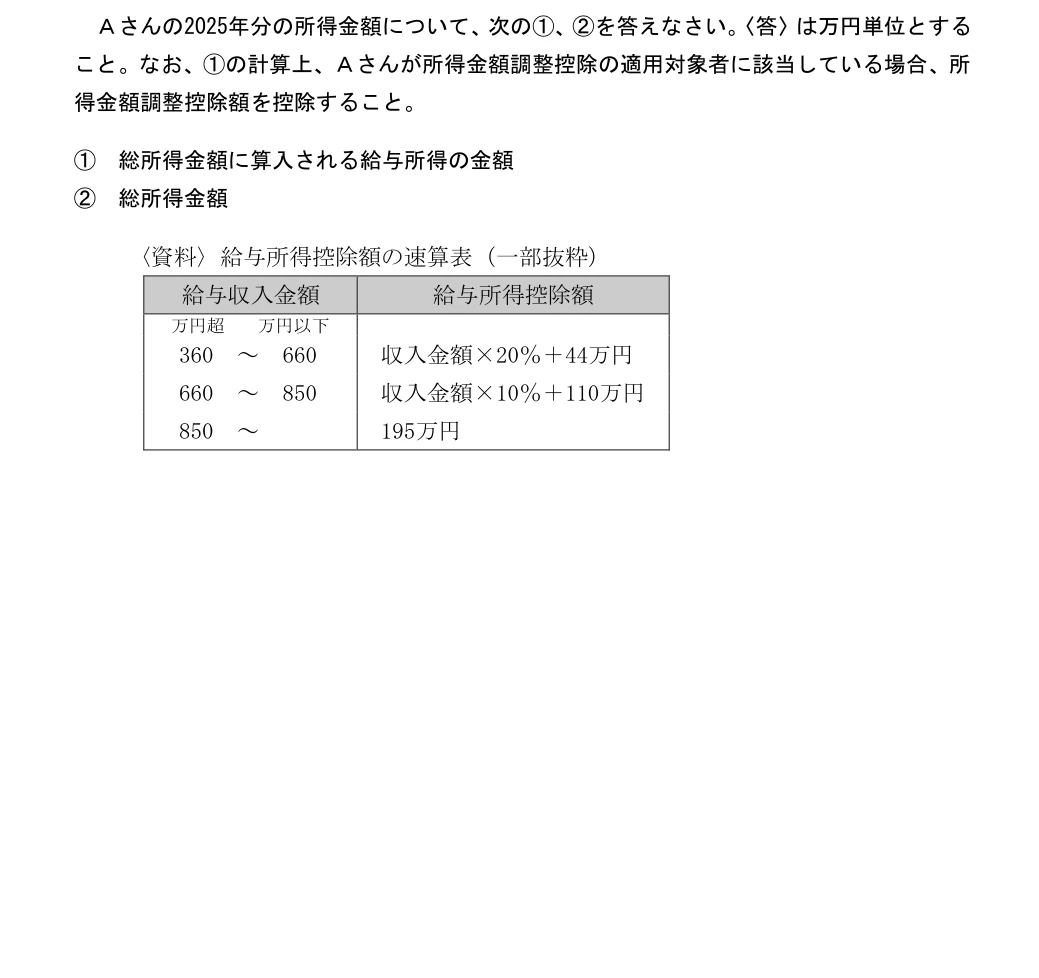 Ａさんの2025年分の所得金額について、次の①、②を答えなさい。〈答〉は万円単位とする
こと。なお、①の計算上、Ａさんが所得金額調整控除の適用対象者に該当している場合、所
得金額調整控除額を控除すること。
① 総所得金額に算入される給与所得の金額
② 総所得金額
〈資料〉給与所得控除額の速算表（一部抜粋）
給与収入金額 給与所得控除額
万円超 万円以下
360 ～ 660 収入金額×20％＋44万円
660 ～ 850 収入金額×10％＋110万円
850 ～ 195万円